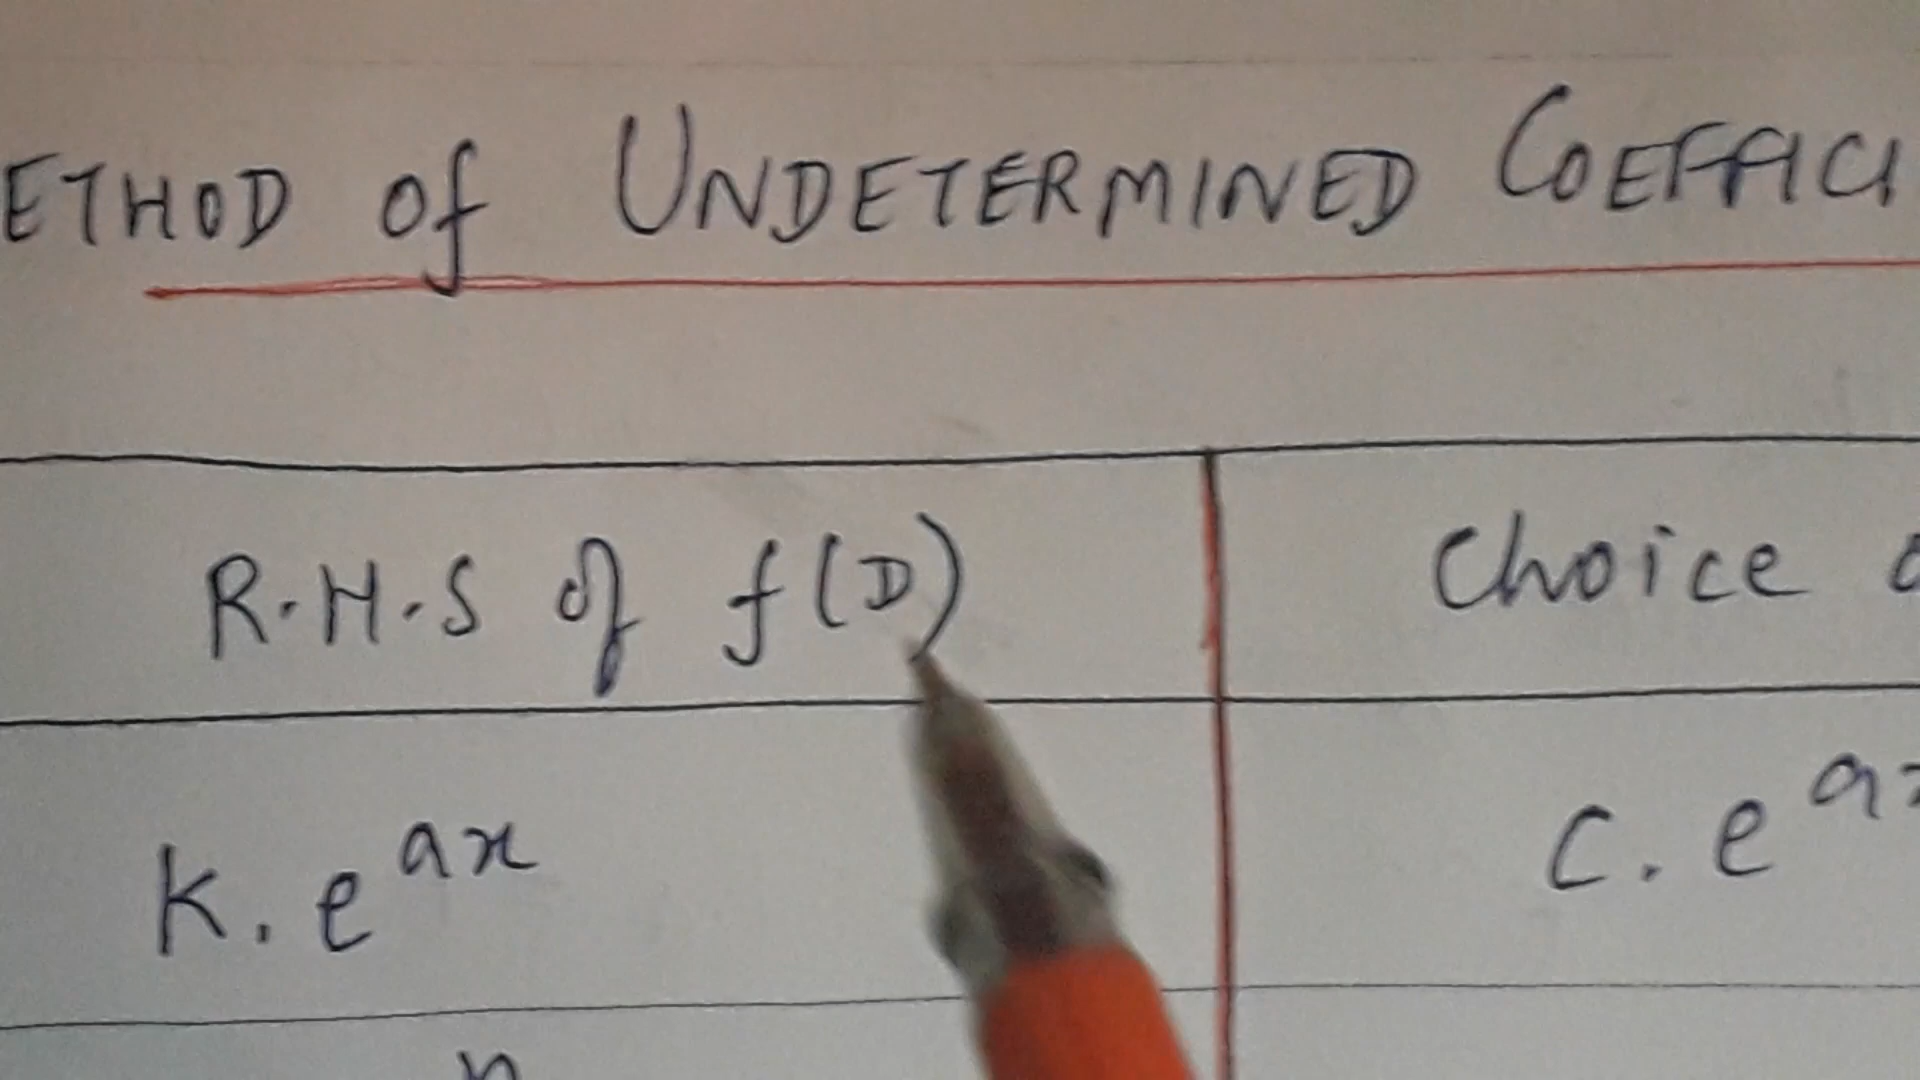 ETHOD of UNDETERMINED COEFFICI
R.H.S of f(D)
Choice
K.e^ax
C.e^a
n